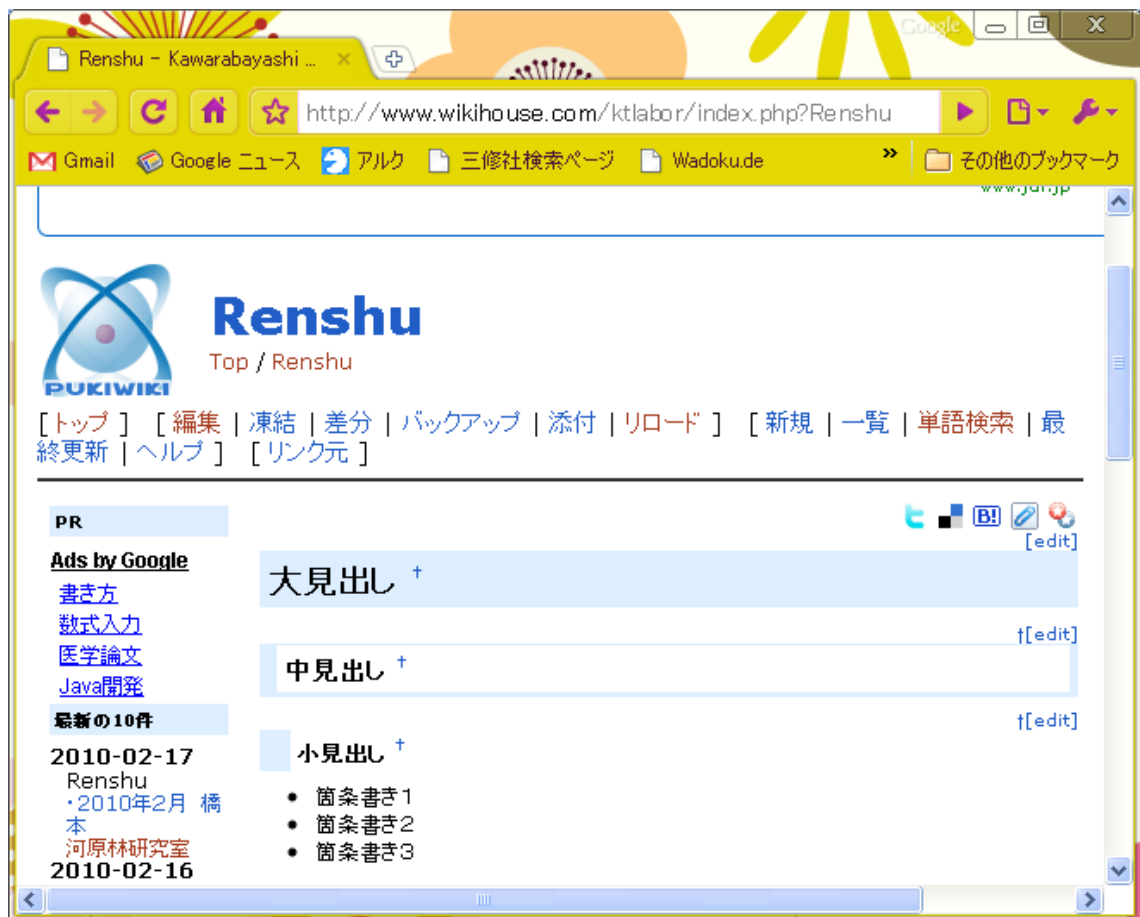 Google
Renshu - Kawarabayashi ...
http://www.wikihouse.com/ktlabor/index.php?Renshu
Gmail Google ニュース アルク 三修社検索ページ Wadoku.de » その他のブックマーク
www.jdl.jp
PUKIWIKI
Renshu
Top / Renshu
[ トップ ] [ 編集 | 凍結 | 差分 | バックアップ | 添付 | リロード ] [ 新規 | 一覧 | 単語検索 | 最
終更新 | ヘルプ ] [ リンク元 ]
PR
Ads by Google
書き方
数式入力
医学論文
Java開発
最新の10件
2010-02-17
Renshu
・2010年2月 橋
本
河原林研究室
2010-02-16
B!
[edit]
大見出し †
†[edit]
中見出し †
†[edit]
小見出し †
• 箇条書き1
• 箇条書き2
• 箇条書き3